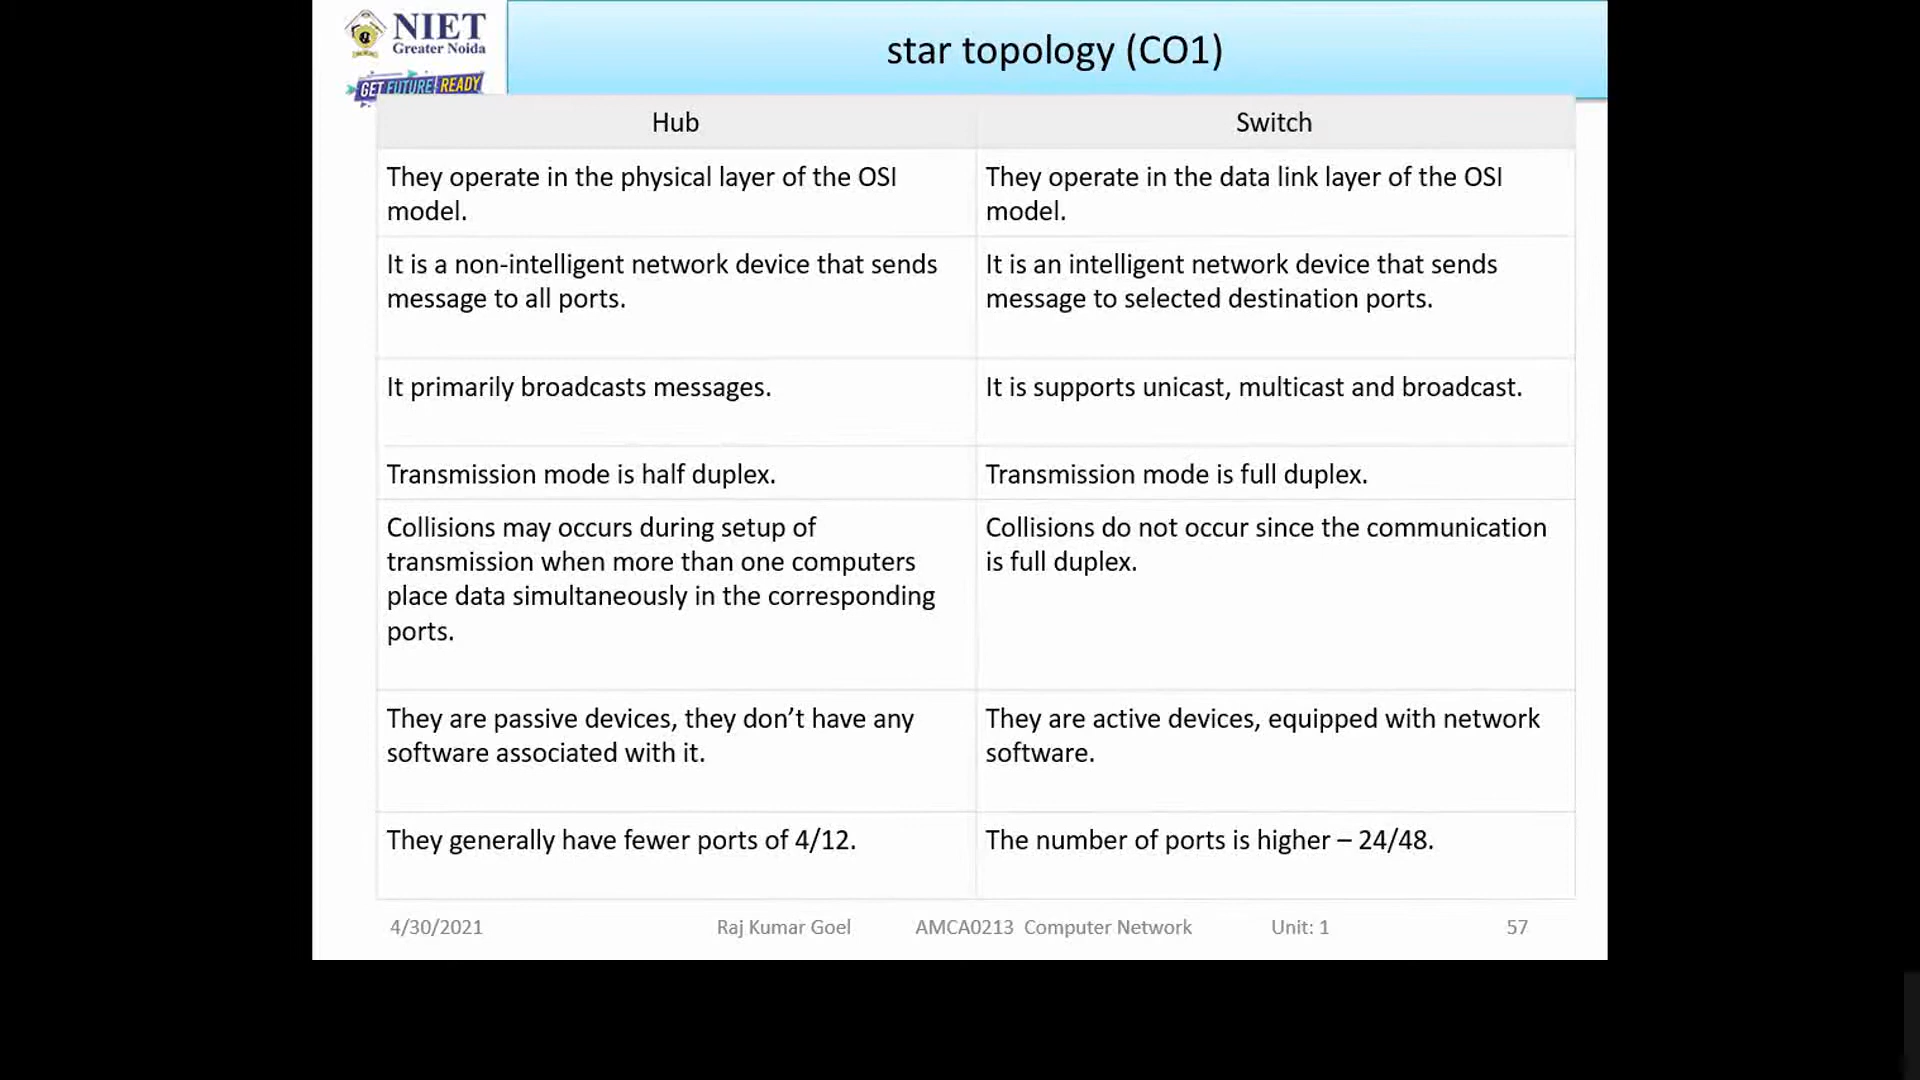 NIET
Greater Noida
GET FUTURE READY
star topology (CO1)
Hub
Switch
They operate in the physical layer of the OSI
model.
They operate in the data link layer of the OSI
model.
It is a non-intelligent network device that sends
message to all ports.
It is an intelligent network device that sends
message to selected destination ports.
It primarily broadcasts messages.
It is supports unicast, multicast and broadcast.
Transmission mode is half duplex.
Transmission mode is full duplex.
Collisions may occurs during setup of
transmission when more than one computers
place data simultaneously in the corresponding
ports.
Collisions do not occur since the communication
is full duplex.
They are passive devices, they don’t have any
software associated with it.
They are active devices, equipped with network
software.
They generally have fewer ports of 4/12.
The number of ports is higher – 24/48.
4/30/2021
Raj Kumar Goel
AMCA0213 Computer Network
Unit: 1
57